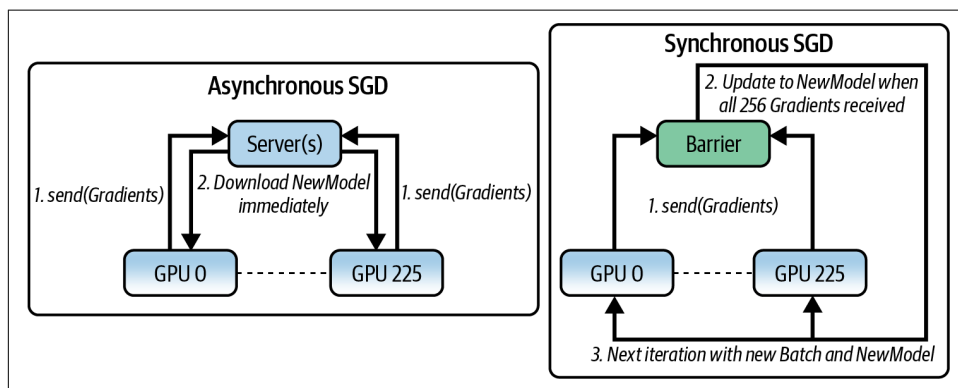 Asynchronous SGD
Server(s)
1. send(Gradients)
2. Download NewModel
immediately
1. send(Gradients)
GPU 0
GPU 225
Synchronous SGD
2. Update to NewModel when
all 256 Gradients received
Barrier
1. send(Gradients)
GPU 0
GPU 225
3. Next iteration with new Batch and NewModel